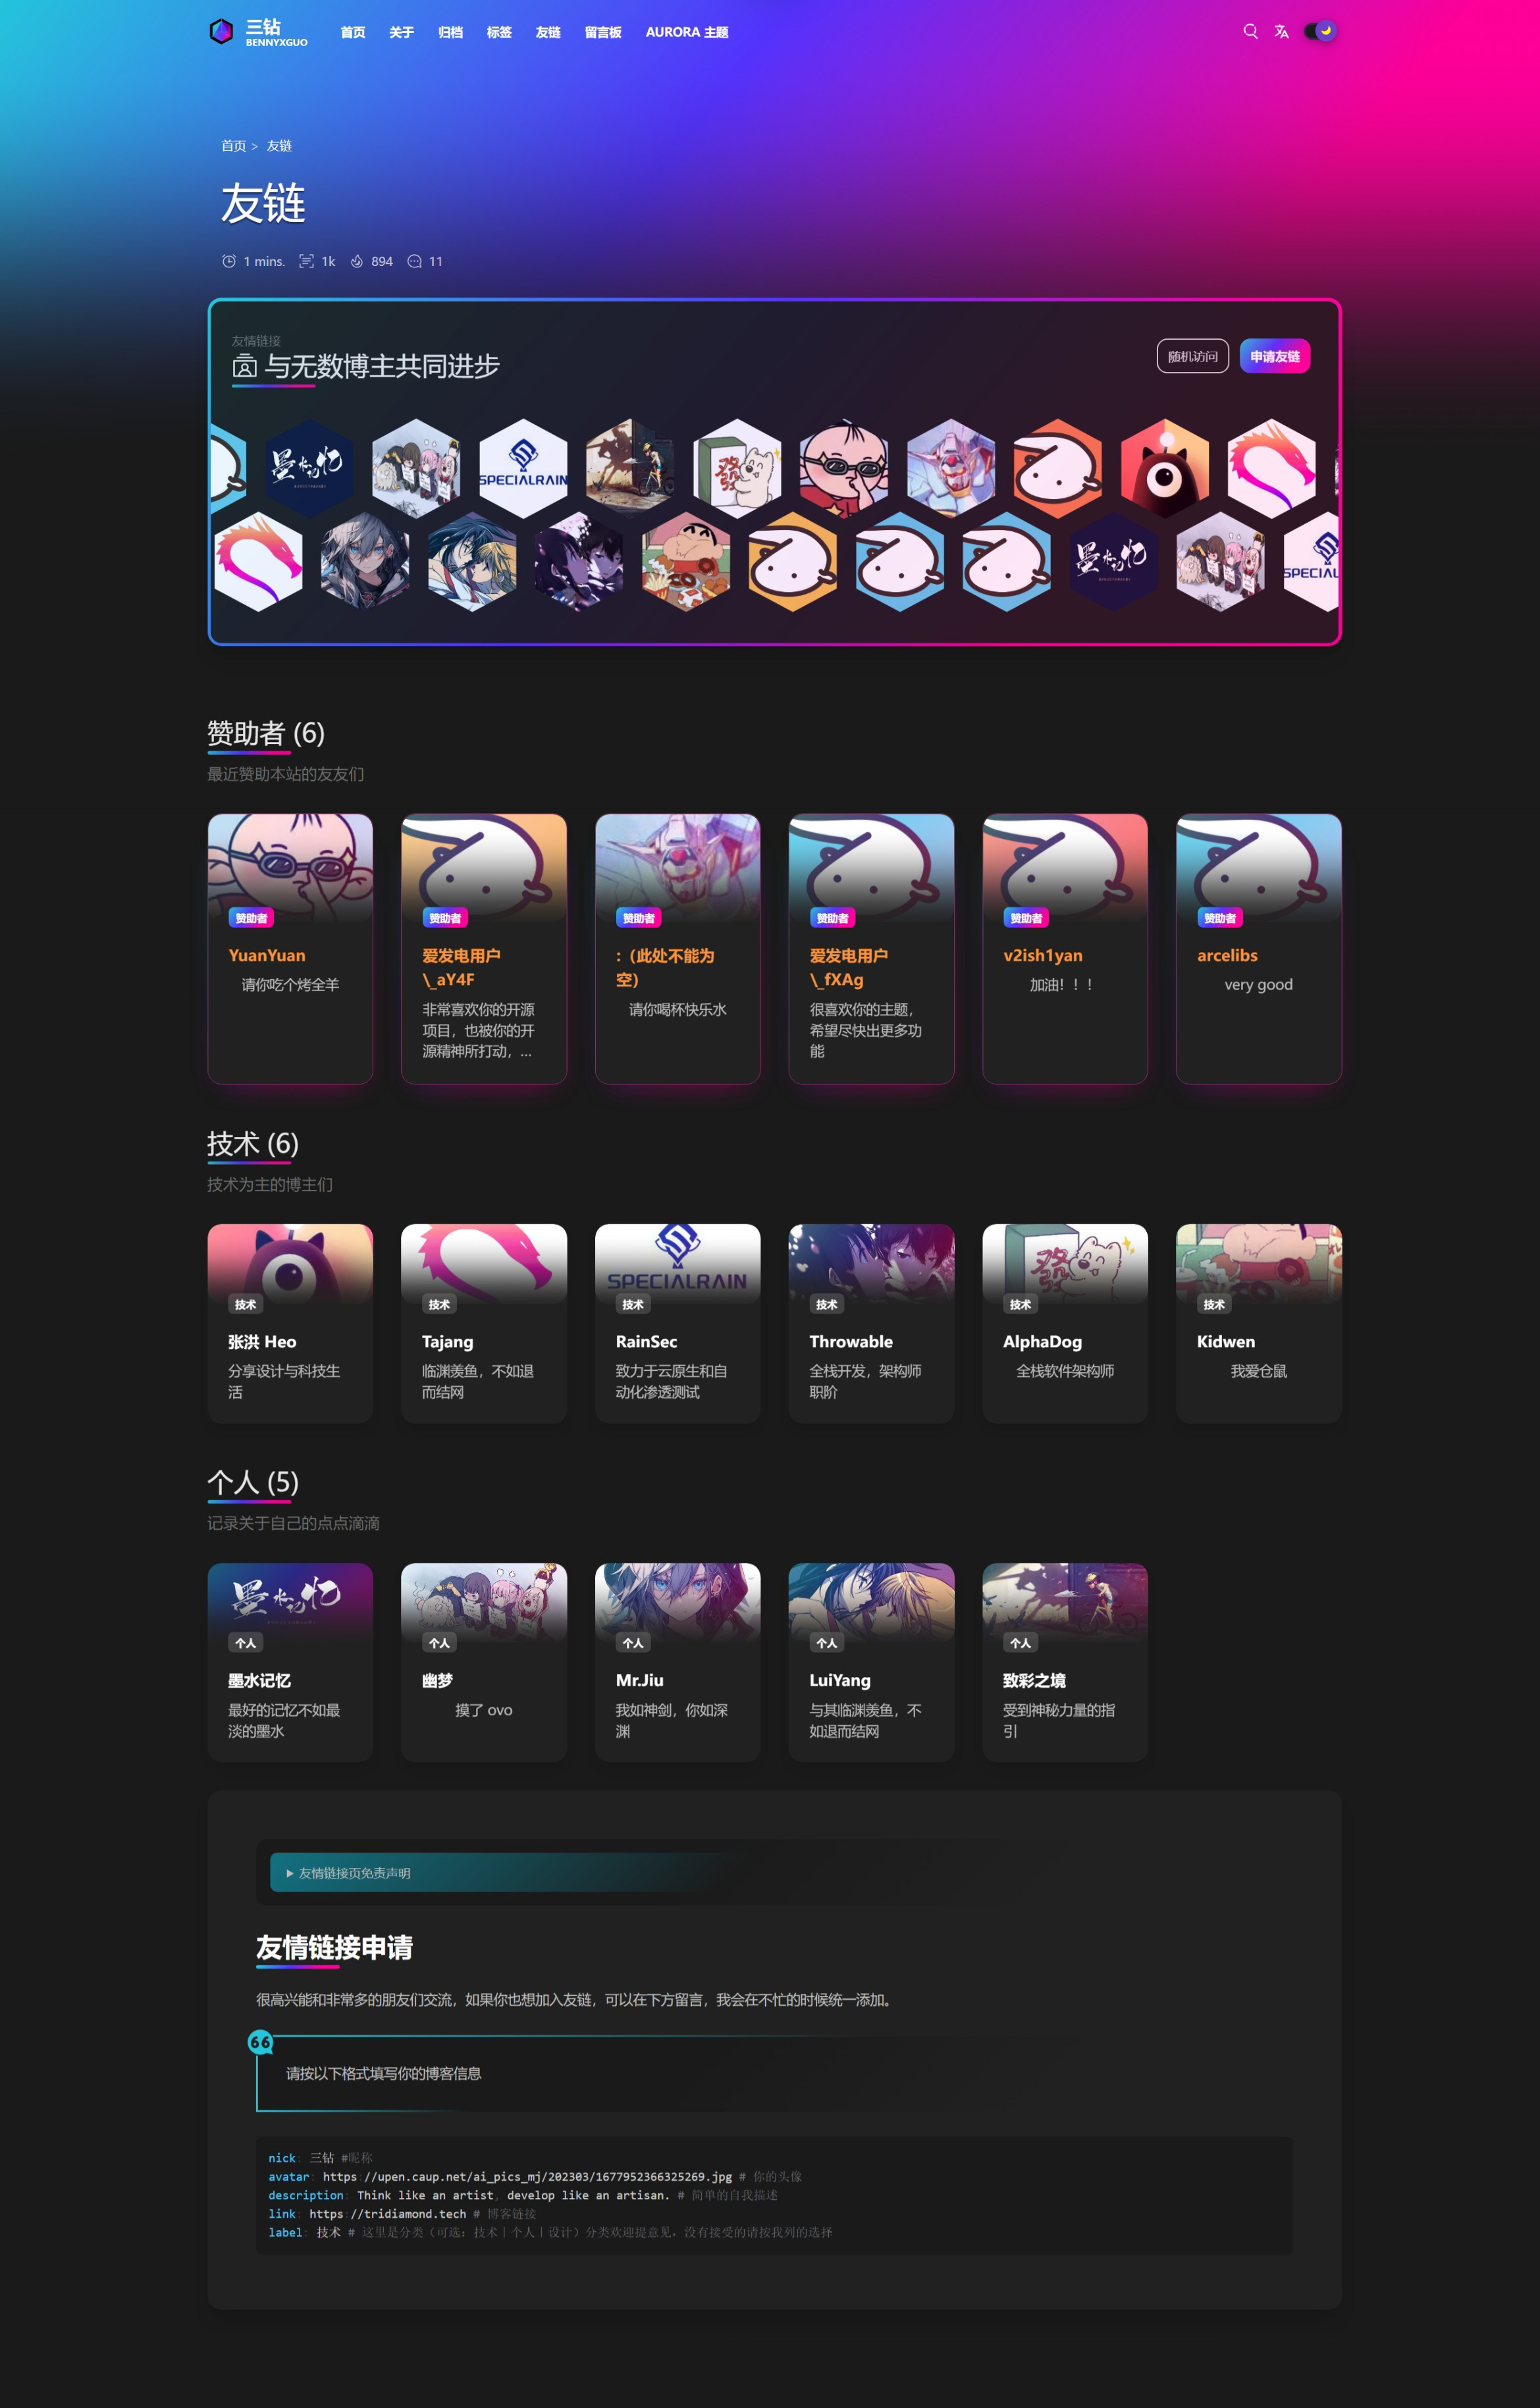 三钻
BENNYXGUO
首页 关于 归档 标签 友链 留言板 AURORA 主题
首页 > 友链
友链
1 mins. 1k 894 11
友情链接
与无数博主共同进步
随机访问 申请友链
墨水记忆
SPECIALRAIN
發
墨水记忆
SPECIAL
赞助者 (6)
最近赞助本站的友友们
赞助者 赞助者 赞助者 赞助者 赞助者 赞助者
YuanYuan
请你吃个烤全羊
爱发电用户
\_aY4F
非常喜欢你的开源
项目，也被你的开
源精神所打动，...
:（此处不能为
空）
请你喝杯快乐水
爱发电用户
\_fXAg
很喜欢你的主题，
希望尽快出更多功
能
v2ish1yan
加油！！！
arcelibs
very good
技术 (6)
技术为主的博主们
技术
张洪 Heo
分享设计与科技生
活
技术
Tajang
临渊羡鱼，不如退
而结网
SPECIALRAIN
技术
RainSec
致力于云原生和自
动化渗透测试
技术
Throwable
全栈开发，架构师
职阶
發
技术
AlphaDog
全栈软件架构师
技术
Kidwen
我爱仓鼠
个人 (5)
记录关于自己的点点滴滴
墨水记忆
个人
墨水记忆
最好的记忆不如最
淡的墨水
个人
幽梦
摸了 ovo
个人
Mr.Jiu
我如神剑，你如深
渊
个人
LuiYang
与其临渊羡鱼，不
如退而结网
个人
致彩之境
受到神秘力量的指
引
▶ 友情链接页免责声明
友情链接申请
很高兴能和非常多的朋友们交流，如果你也想加入友链，可以在下方留言，我会在不忙的时候统一添加。
请按以下格式填写你的博客信息
nick: 三钻 #昵称
avatar: https://upen.caup.net/ai_pics_mj/202303/1677952366325269.jpg # 你的头像
description: Think like an artist, develop like an artisan. # 简单的自我描述
link: https://tridiamond.tech # 博客链接
label: 技术 # 这里是分类（可选：技术丨个人丨设计）分类欢迎提意见，没有接受的请按我列的选择